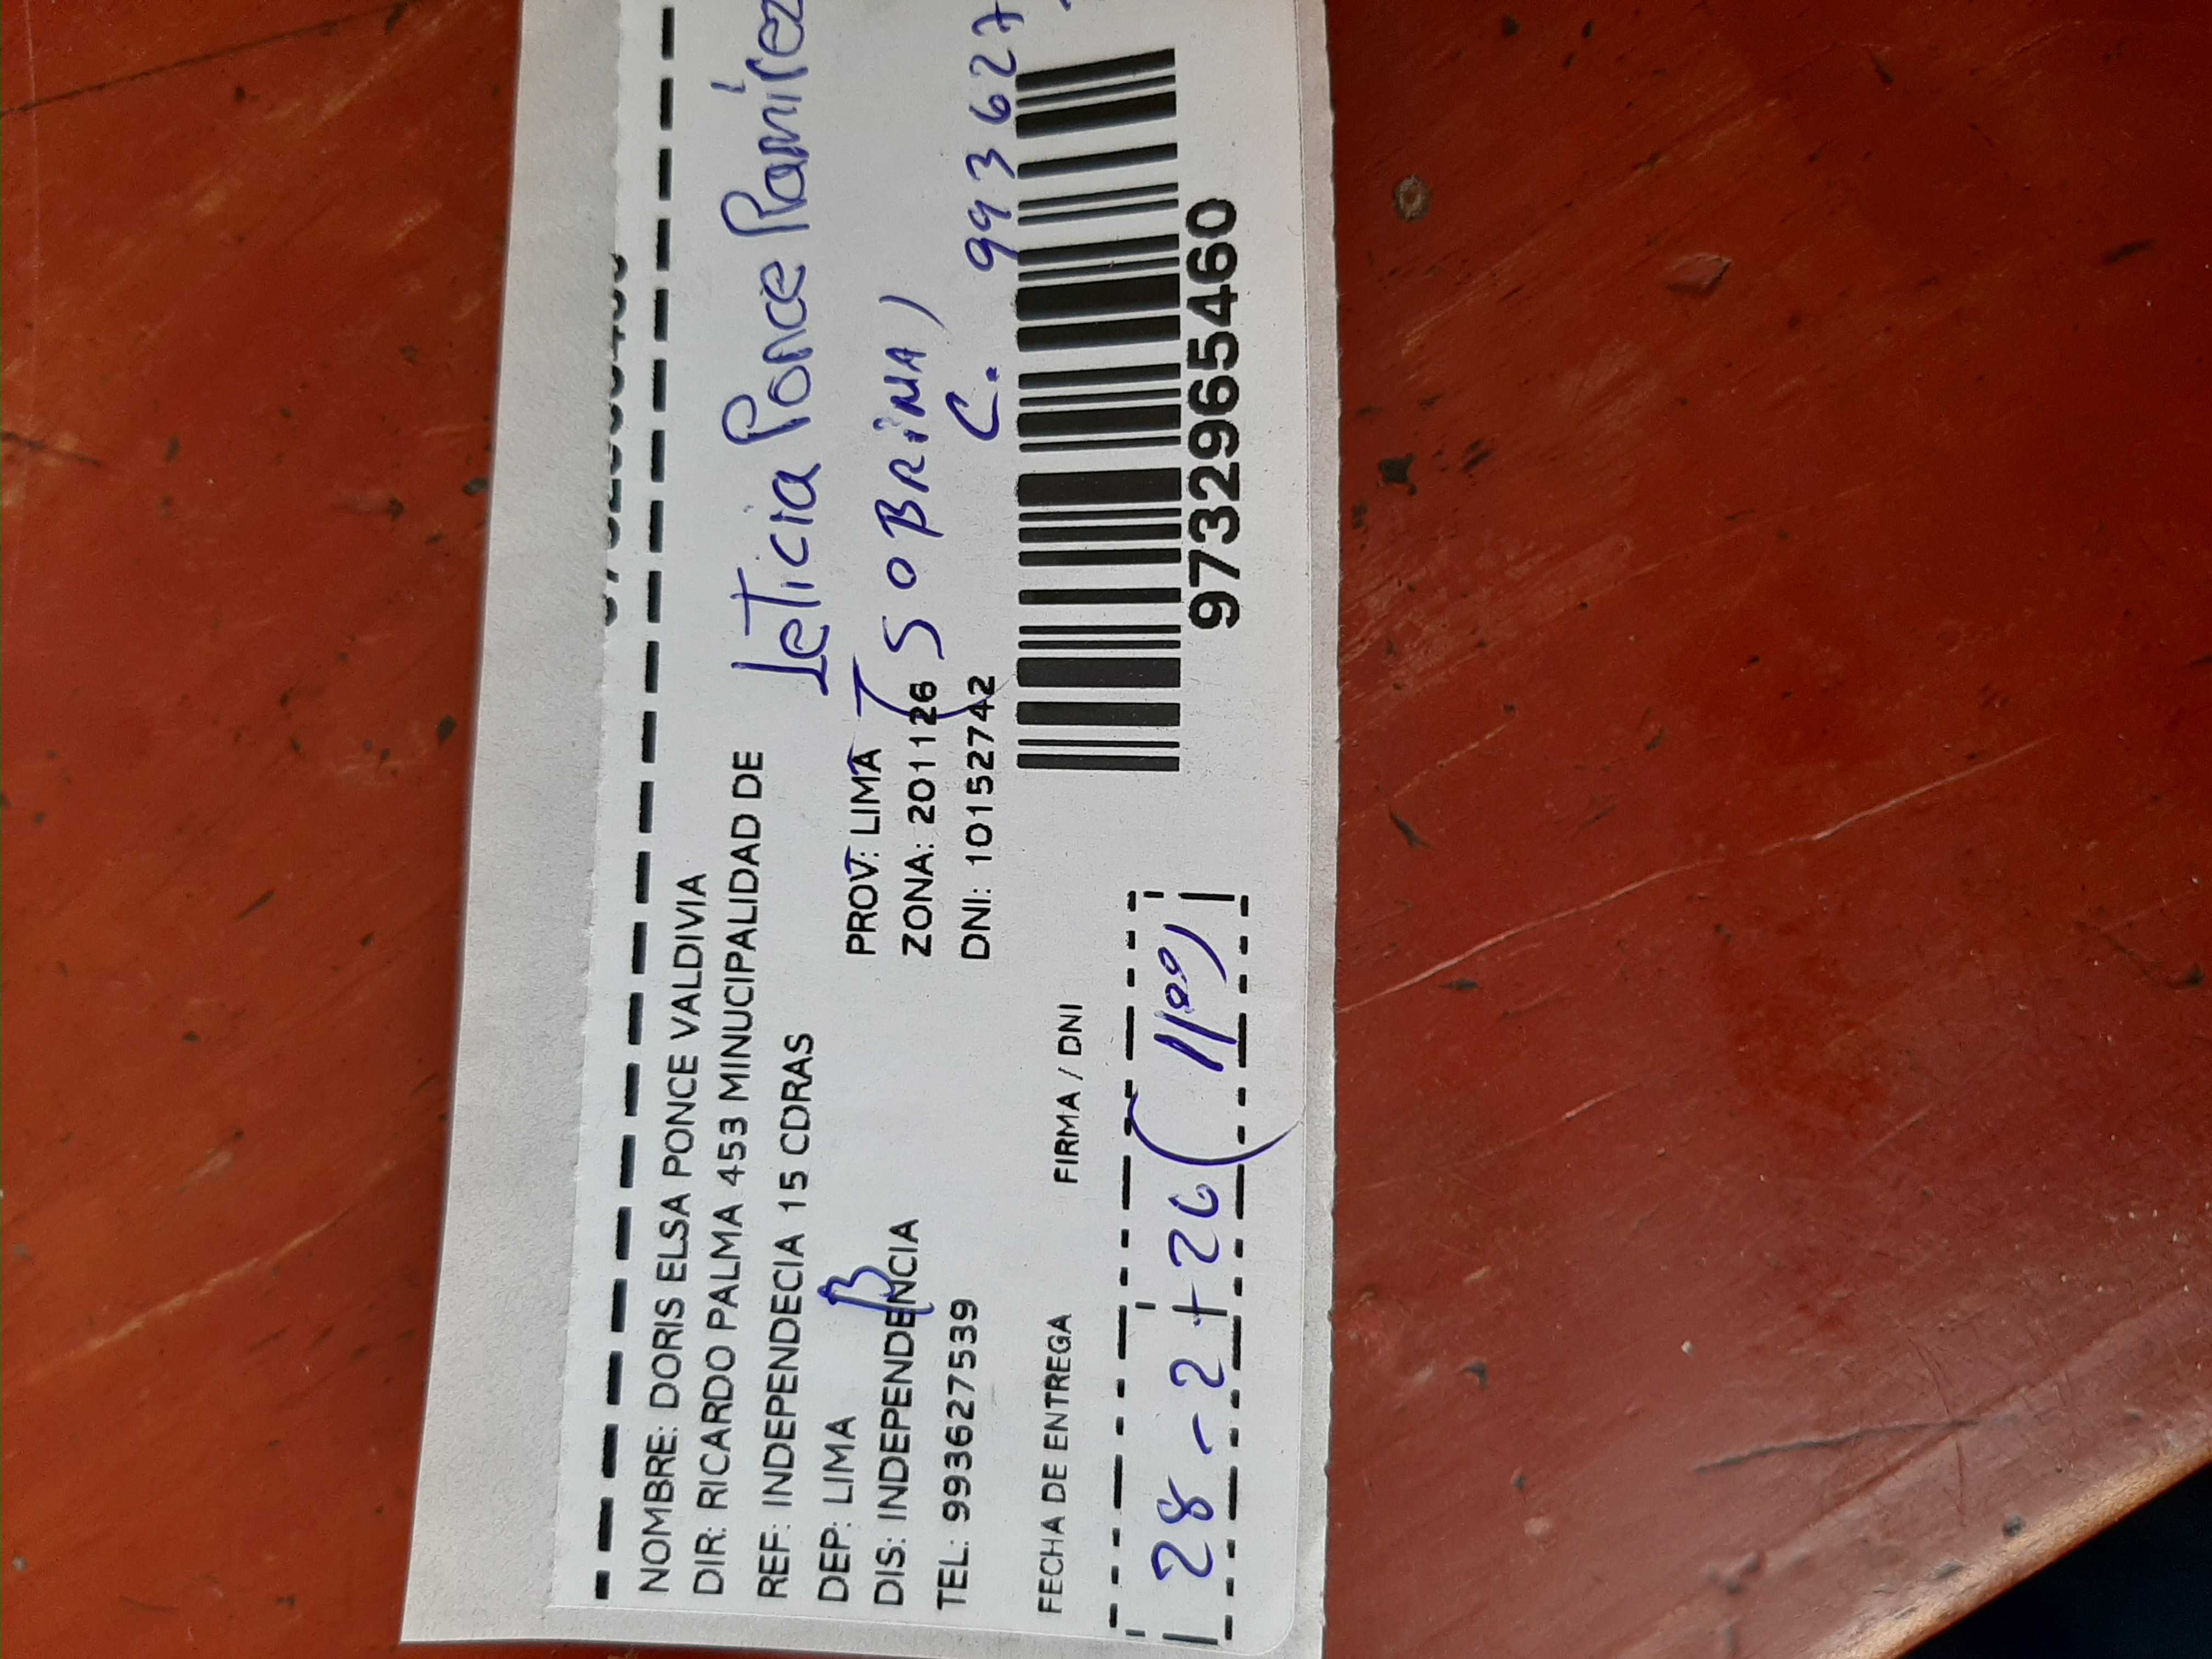 NOMBRE: DORIS ELSA PONCE VALDIVIA
DIR: RICARDO PALMA 453 MINUCIPALIDAD DE
REF: INDEPENDECIA 15 CDRAS
Leticia Ponce Ramírez
DEP: LIMA PROV: LIMA
DIS: INDEPENDENCIA ZONA: 201126
(SOBRINA)
TEL: 993627539 DNI: 10152742
C. 993627
FECHA DE ENTREGA FIRMA / DNI
28-2+26
9732965460